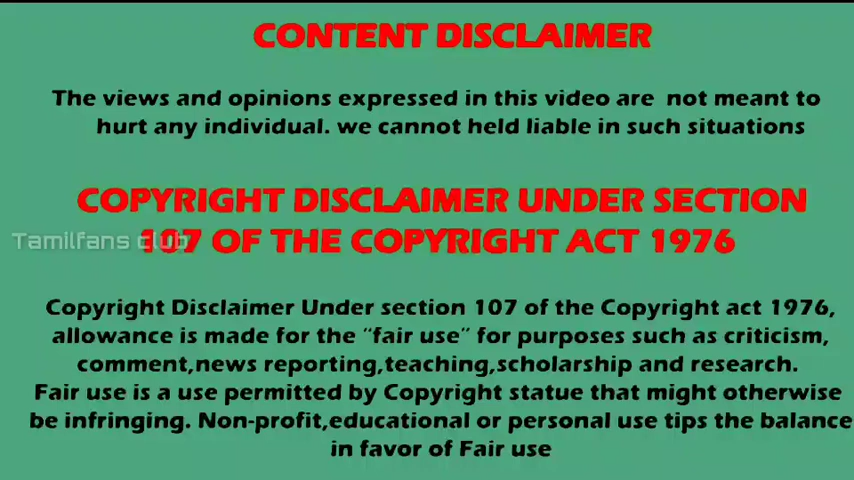 CONTENT DISCLAIMER
The views and opinions expressed in this video are not meant to
hurt any individual. we cannot held liable in such situations
COPYRIGHT DISCLAIMER UNDER SECTION
107 OF THE COPYRIGHT ACT 1976
Tamilfans club
Copyright Disclaimer Under section 107 of the Copyright act 1976,
allowance is made for the “fair use” for purposes such as criticism,
comment,news reporting,teaching,scholarship and research.
Fair use is a use permitted by Copyright statue that might otherwise
be infringing. Non-profit,educational or personal use tips the balance
in favor of Fair use